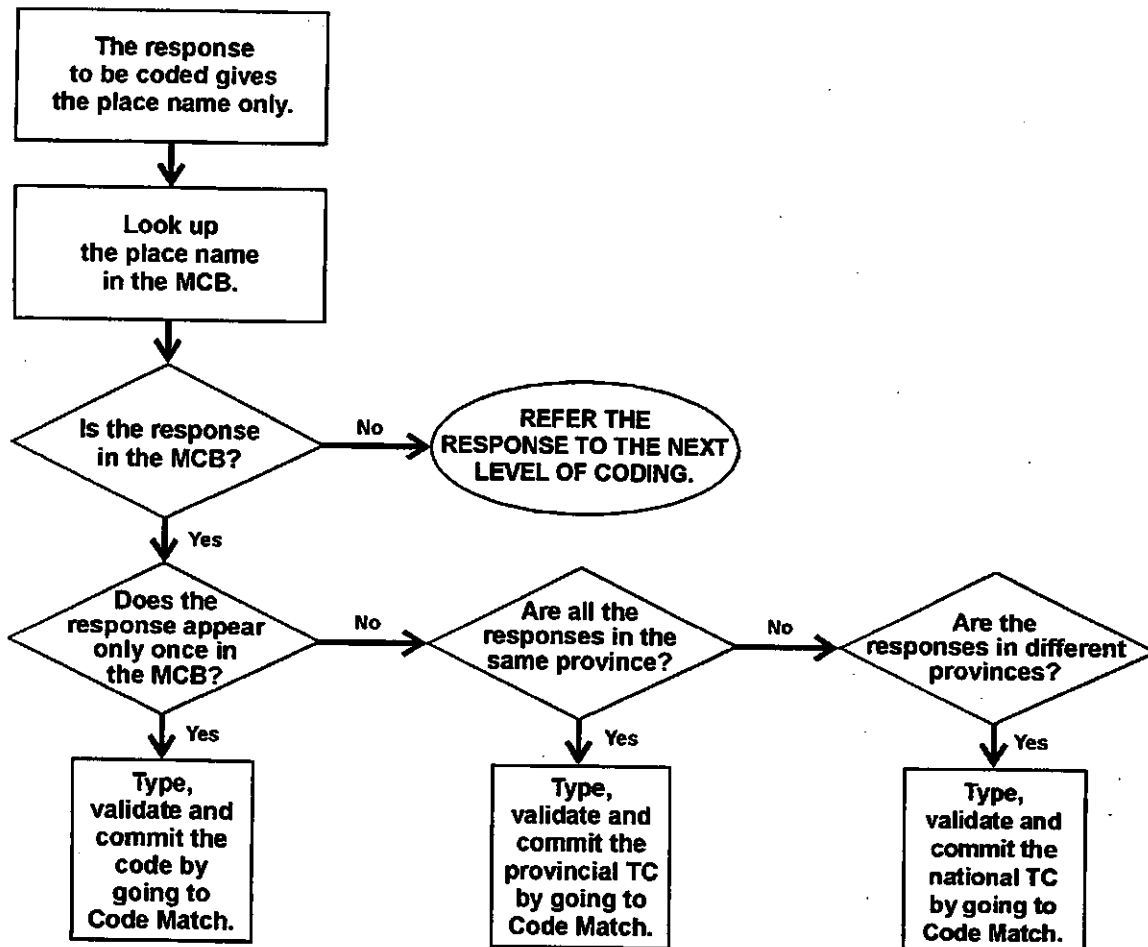 The response
to be coded gives
the place name only.
Look up
the place name
in the MCB.
Is the response
in the MCB?
No
REFER THE
RESPONSE TO THE NEXT
LEVEL OF CODING.
Yes
Does the
response appear
only once in
the MCB?
No
Are all the
responses in the
same province?
No
Are the
responses in different
provinces?
Yes
Type,
validate and
commit the
code by
going to
Code Match.
Yes
Type,
validate and
commit the
provincial TC
by going to
Code Match.
Yes
Type,
validate and
commit the
national TC
by going to
Code Match.